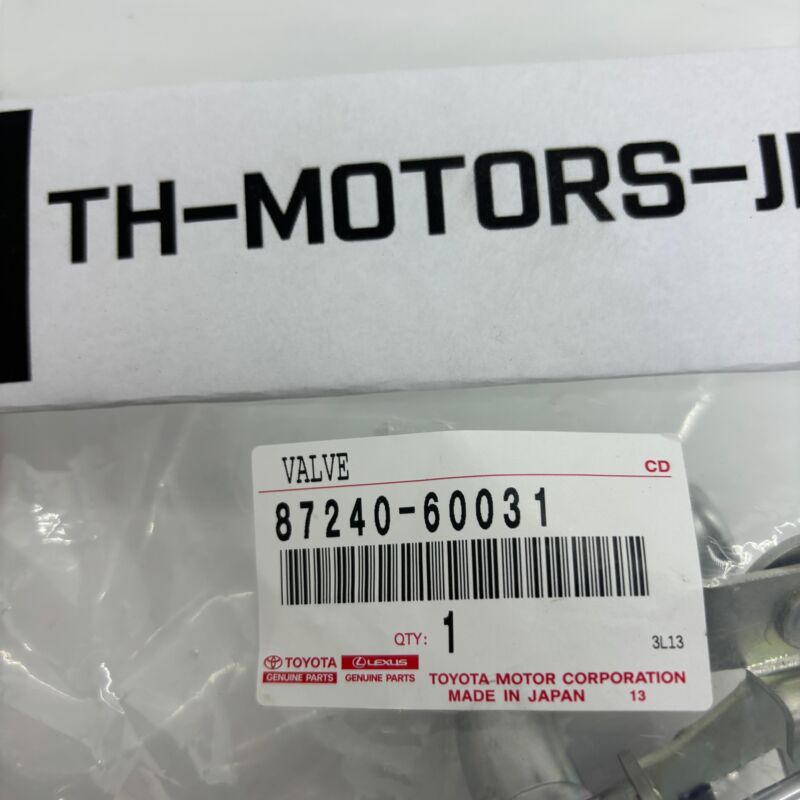 TH-MOTORS-J
VALVE
CD
87240-60031
QTY: 1
3L13
TOYOTA LEXUS
GENUINE PARTS GENUINE PARTS
TOYOTA MOTOR CORPORATION
MADE IN JAPAN 13